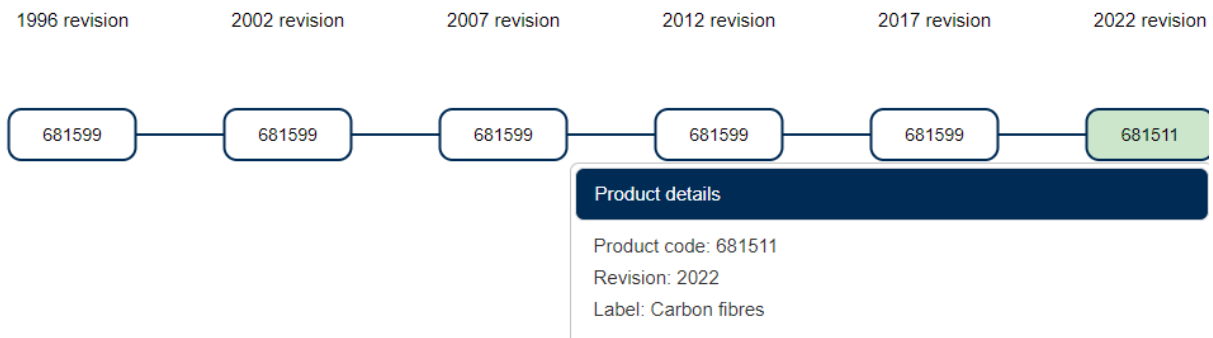 1996 revision 2002 revision 2007 revision 2012 revision 2017 revision 2022 revision
681599 681599 681599 681599 681599 681511
Product details
Product code: 681511
Revision: 2022
Label: Carbon fibres